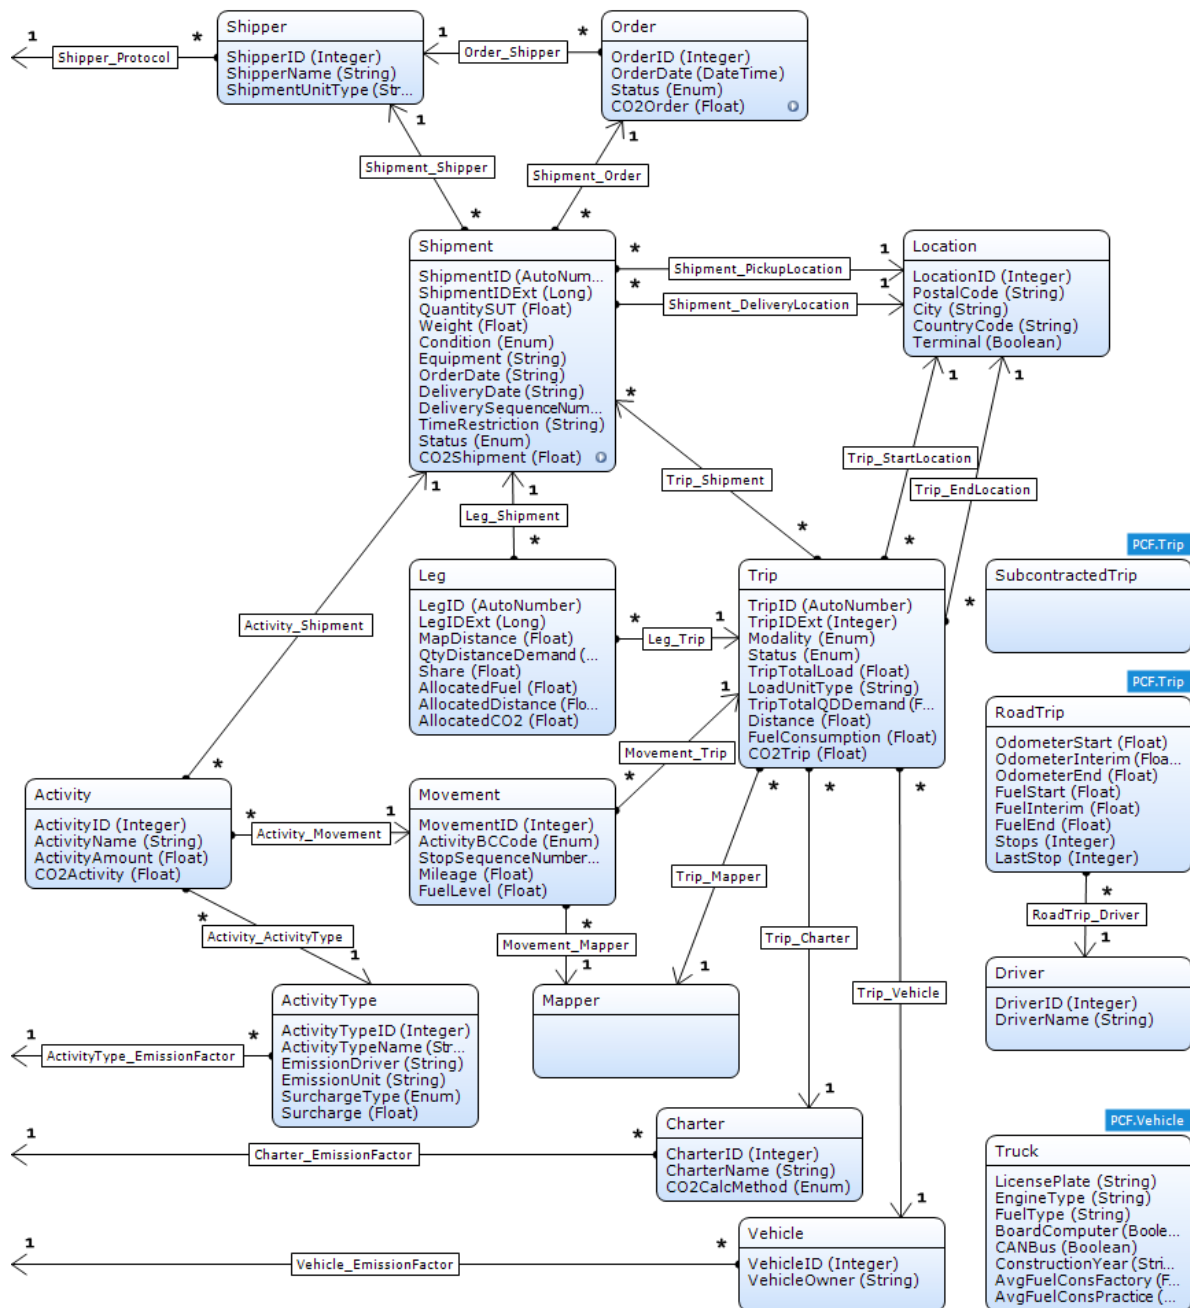 Shipper
ShipperID (Integer)
ShipperName (String)
ShipmentUnitType (Str...
Order
OrderID (Integer)
OrderDate (DateTime)
Status (Enum)
CO2Order (Float)
1
*
Shipper_Protocol
1
*
Order_Shipper
1
1
Shipment_Shipper
Shipment_Order
*
*
Shipment
ShipmentID (AutoNum...
ShipmentIDExt (Long)
QuantitySUT (Float)
Weight (Float)
Condition (Enum)
Equipment (String)
OrderDate (String)
DeliveryDate (String)
DeliverySequenceNum...
TimeRestriction (String)
Status (Enum)
CO2Shipment (Float)
*
1
Shipment_PickupLocation
*
1
Shipment_DeliveryLocation
Location
LocationID (Integer)
PostalCode (String)
City (String)
CountryCode (String)
Terminal (Boolean)
*
1
1
Trip_StartLocation
Trip_Shipment
Trip_EndLocation
1
1
Leg_Shipment
*
*
*
*
Activity_Shipment
*
Leg
LegID (AutoNumber)
LegIDExt (Long)
MapDistance (Float)
QtyDistanceDemand (...
Share (Float)
AllocatedFuel (Float)
AllocatedDistance (Flo...
AllocatedCO2 (Float)
*
1
Leg_Trip
Trip
TripID (AutoNumber)
TripIDExt (Integer)
Modality (Enum)
Status (Enum)
TripTotalLoad (Float)
LoadUnitType (String)
TripTotalQDDemand (F...
Distance (Float)
FuelConsumption (Float)
CO2Trip (Float)
PCF.Trip
SubcontractedTrip
PCF.Trip
RoadTrip
OdometerStart (Float)
OdometerInterim (Floa...
OdometerEnd (Float)
FuelStart (Float)
FuelInterim (Float)
FuelEnd (Float)
Stops (Integer)
LastStop (Integer)
1
Movement_Trip
*
Activity
ActivityID (Integer)
ActivityName (String)
ActivityAmount (Float)
CO2Activity (Float)
*
1
Activity_Movement
Movement
MovementID (Integer)
ActivityBCCode (Enum)
StopSequenceNumber...
Mileage (Float)
FuelLevel (Float)
*
*
*
Trip_Mapper
*
RoadTrip_Driver
1
*
Activity_ActivityType
1
*
Movement_Mapper
1
1
Trip_Charter
Trip_Vehicle
Driver
DriverID (Integer)
DriverName (String)
ActivityType
ActivityTypeID (Integer)
ActivityTypeName (Str...
EmissionDriver (String)
EmissionUnit (String)
SurchargeType (Enum)
Surcharge (Float)
Mapper
1
*
ActivityType_EmissionFactor
1
Charter
CharterID (Integer)
CharterName (String)
CO2CalcMethod (Enum)
1
*
Charter_EmissionFactor
PCF.Vehicle
Truck
LicensePlate (String)
EngineType (String)
FuelType (String)
BoardComputer (Boole...
CANBus (Boolean)
ConstructionYear (Stri...
AvgFuelConsFactory (F...
AvgFuelConsPractice (...
1
Vehicle
VehicleID (Integer)
VehicleOwner (String)
1
*
Vehicle_EmissionFactor